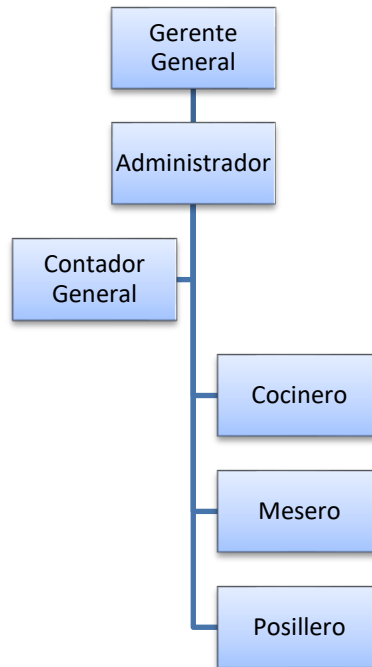 Gerente
General
Administrador
Contador
General
Cocinero
Mesero
Posillero